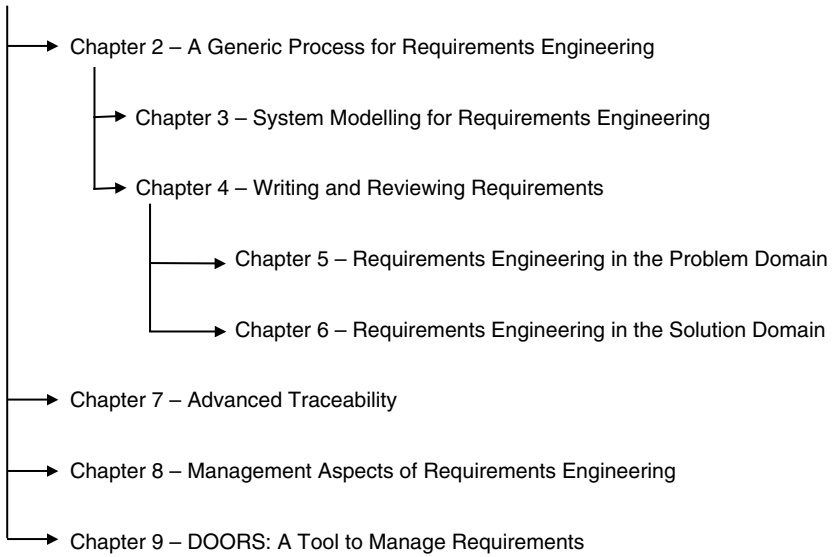 Chapter 2 – A Generic Process for Requirements Engineering
Chapter 3 – System Modelling for Requirements Engineering
Chapter 4 – Writing and Reviewing Requirements
Chapter 5 – Requirements Engineering in the Problem Domain
Chapter 6 – Requirements Engineering in the Solution Domain
Chapter 7 – Advanced Traceability
Chapter 8 – Management Aspects of Requirements Engineering
Chapter 9 – DOORS: A Tool to Manage Requirements